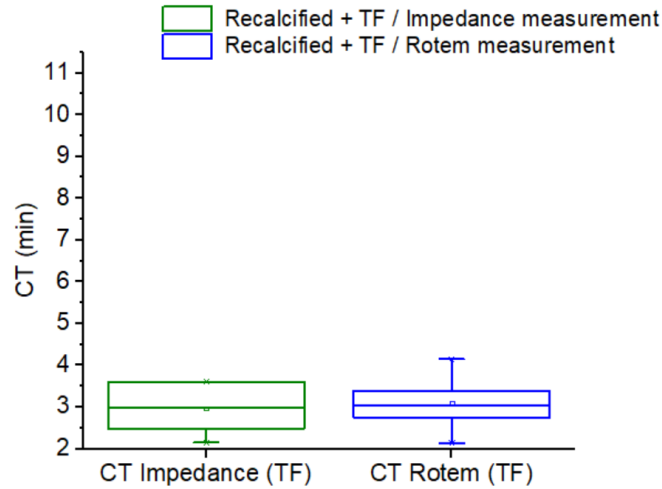 Recalcified + TF / Impedance measurement
Recalcified + TF / Rotem measurement
CT (min)
11
10
9
8
7
6
5
4
3
2
CT Impedance (TF)
CT Rotem (TF)